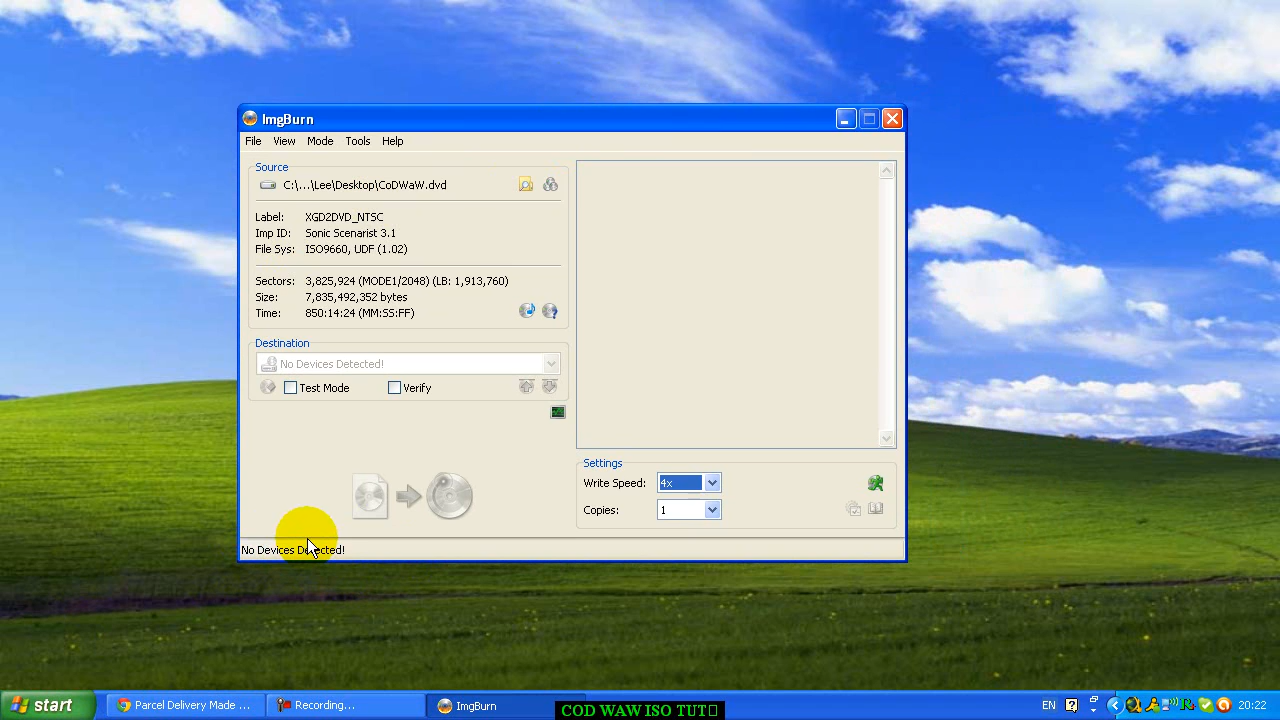 ImgBurn
File View Mode Tools Help
Source
C:\...\Lee\Desktop\CoDWaW.dvd
Label: XGD2DVD_NTSC
Imp ID: Sonic Scenarist 3.1
File Sys: ISO9660, UDF (1.02)
Sectors: 3,825,924 (MODE1/2048) (LB: 1,913,760)
Size: 7,835,492,352 bytes
Time: 850:14:24 (MM:SS:FF)
Destination
No Devices Detected!
Test Mode Verify
Settings
Write Speed: 4x
Copies: 1
No Devices Detected!
start Parcel Delivery Made ... Recording... ImgBurn EN 20:22
COD WAW ISO TUT